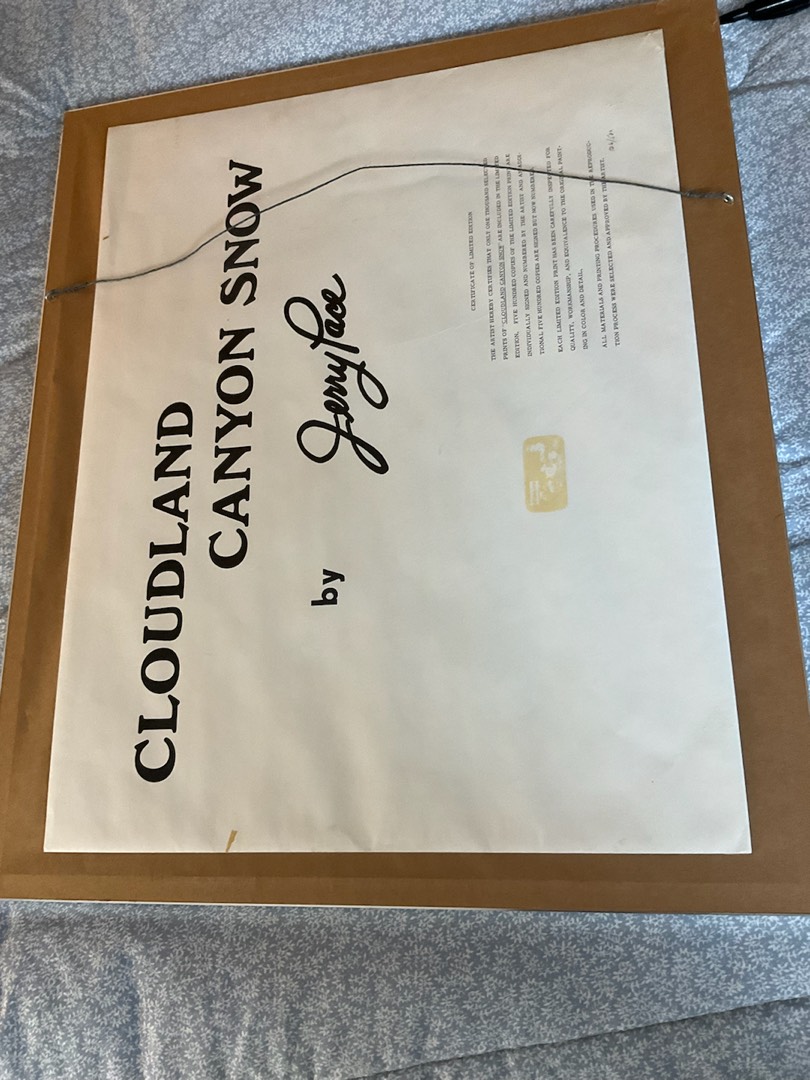 CLOUDLAND
CANYON SNOW
by Jerry Pace
CERTIFICATE OF LIMITED EDITION
THE ARTIST HEREBY CERTIFIES THAT ONLY ONE THOUSAND SELECTED
PRINTS OF "CLOUDLAND CANYON SNOW" ARE INCLUDED IN THE LIMITED
EDITION. FIVE HUNDRED COPIES OF THE LIMITED EDITION PRINT ARE
INDIVIDUALLY SIGNED AND NUMBERED BY THE ARTIST AND AN ADDI-
TIONAL FIVE HUNDRED COPIES ARE SIGNED BUT NOT NUMBERED.
EACH LIMITED EDITION PRINT HAS BEEN CAREFULLY INSPECTED FOR
QUALITY, WORKMANSHIP, AND EQUIVALENCE TO THE ORIGINAL PAINT-
ING IN COLOR AND DETAIL.
ALL MATERIALS AND PRINTING PROCEDURES USED IN THE REPRODUC-
TION PROCESS WERE SELECTED AND APPROVED BY THE ARTIST.